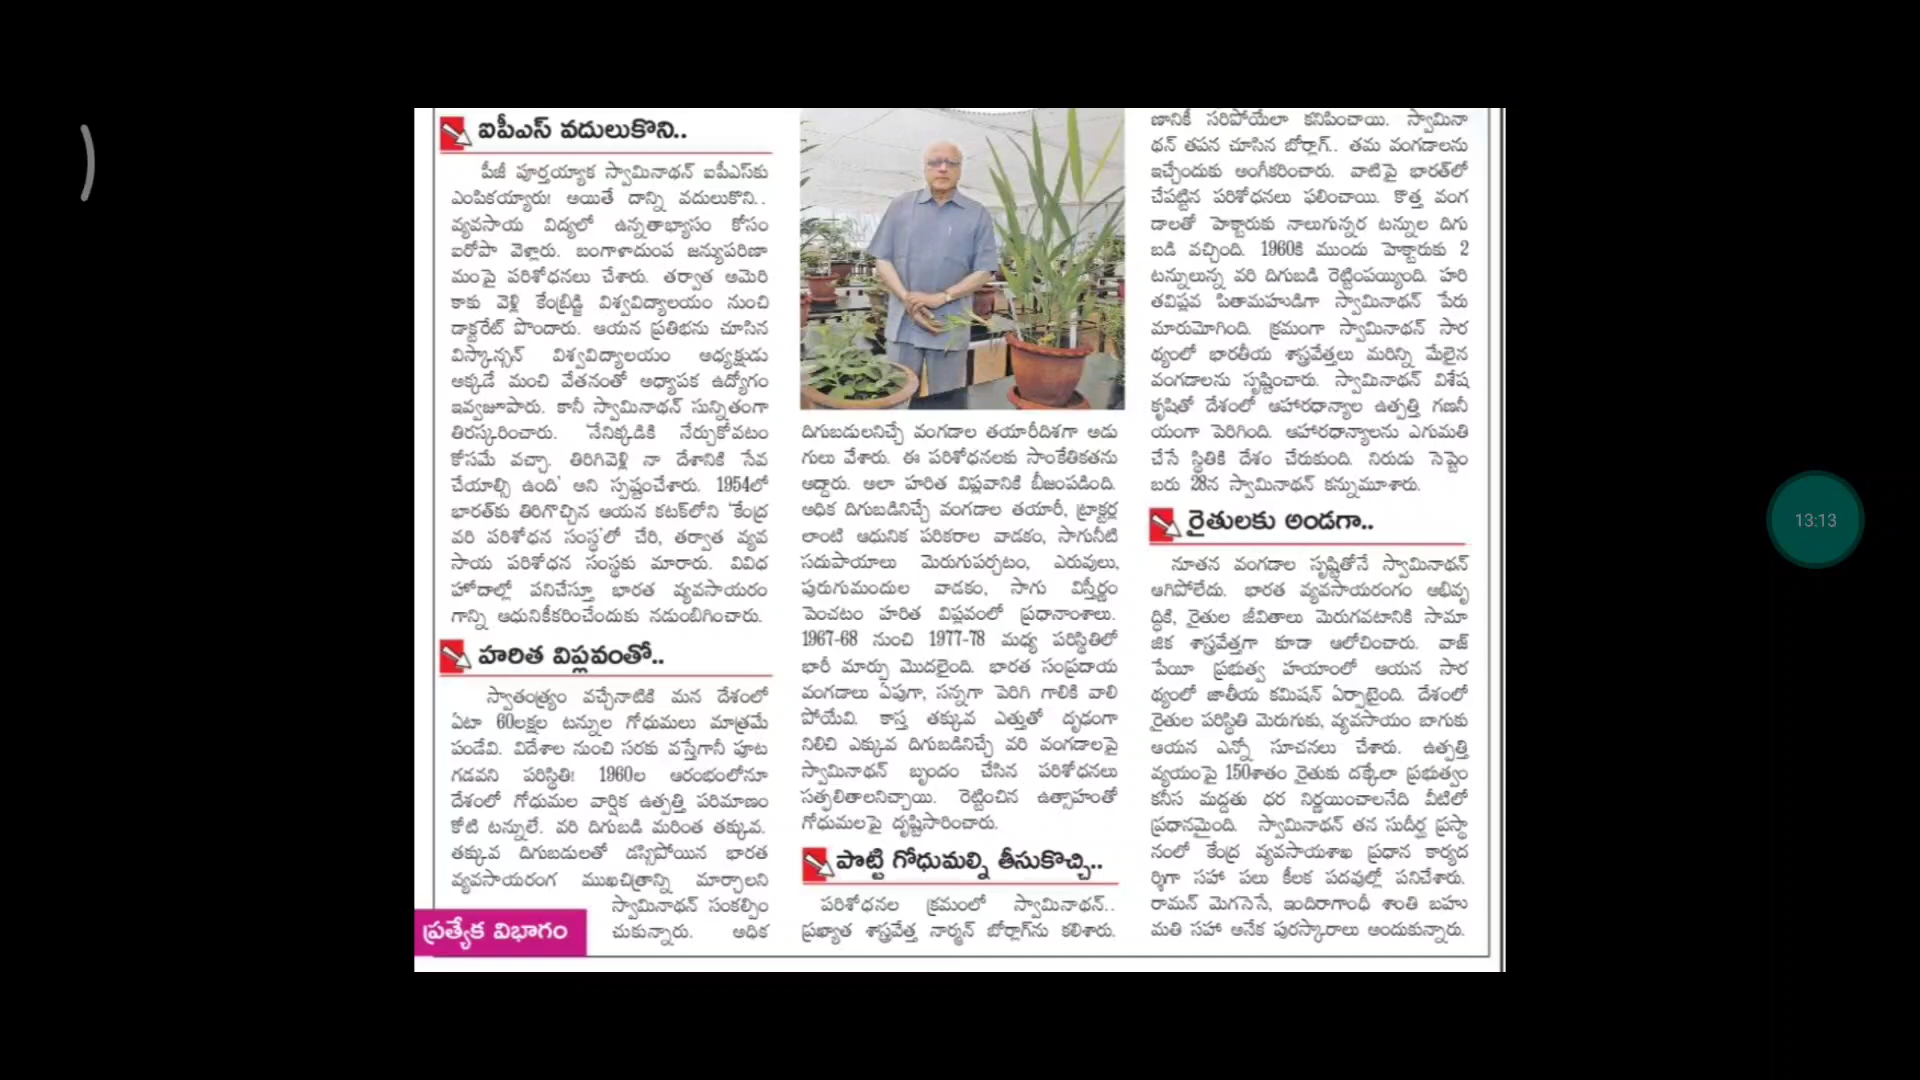 ఐపీఎస్ వదులుకొని..
పీజీ పూర్తయ్యాక స్వామినాథన్ ఐపీఎస్‌కు
ఎంపికయ్యారు! అయితే దాన్ని వదులుకొని..
వ్యవసాయ విద్యలో ఉన్నతాభ్యాసం కోసం
ఐరోపా వెళ్లారు. బంగాళాదుంప జన్యుపరిణా
మంపై పరిశోధనలు చేశారు. తర్వాత అమెరి
కాకు వెళ్లి కేంబ్రిడ్జి విశ్వవిద్యాలయం నుంచి
డాక్టరేట్ పొందారు. ఆయన ప్రతిభను చూసిన
విస్కాన్సన్ విశ్వవిద్యాలయం అధ్యక్షుడు
అక్కడే మంచి వేతనంతో అధ్యాపక ఉద్యోగం
ఇవ్వజూపారు. కానీ స్వామినాథన్ సున్నితంగా
తిరస్కరించారు. 'నేనిక్కడికి నేర్చుకోవటం
కోసమే వచ్చా. తిరిగివెళ్లి నా దేశానికి సేవ
చేయాల్సి ఉంది' అని స్పష్టంచేశారు. 1954లో
భారత్‌కు తిరిగొచ్చిన ఆయన కటక్‌లోని 'కేంద్ర
వరి పరిశోధన సంస్థ'లో చేరి, తర్వాత వ్యవ
సాయ పరిశోధన సంస్థకు మారారు. వివిధ
హోదాల్లో పనిచేస్తూ భారత వ్యవసాయరం
గాన్ని ఆధునికీకరించేందుకు నడుంబిగించారు.
హరిత విప్లవంతో..
స్వాతంత్ర్యం వచ్చేనాటికి మన దేశంలో
ఏటా 60లక్షల టన్నుల గోధుమలు మాత్రమే
పండేవి. విదేశాల నుంచి సరకు వస్తేగానీ పూట
గడవని పరిస్థితి! 1960ల ఆరంభంలోనూ
దేశంలో గోధుమల వార్షిక ఉత్పత్తి పరిమాణం
కోటి టన్నులే. వరి దిగుబడి మరింత తక్కువ.
తక్కువ దిగుబడులతో డస్సిపోయిన భారత
వ్యవసాయరంగ ముఖచిత్రాన్ని మార్చాలని
స్వామినాథన్ సంకల్పిం
చుకున్నారు. అధిక
ప్రత్యేక విభాగం
దిగుబడులనిచ్చే వంగడాల తయారీదిశగా అడు
గులు వేశారు. ఈ పరిశోధనలకు సాంకేతికతను
అద్దారు. అలా హరిత విప్లవానికి బీజంపడింది.
అధిక దిగుబడినిచ్చే వంగడాల తయారీ, ట్రాక్టర్ల
లాంటి ఆధునిక పరికరాల వాడకం, సాగునీటి
సదుపాయాలు మెరుగుపర్చటం, ఎరువులు,
పురుగుమందుల వాడకం, సాగు విస్తీర్ణం
పెంచటం హరిత విప్లవంలో ప్రధానాంశాలు.
1967-68 నుంచి 1977-78 మధ్య పరిస్థితిలో
భారీ మార్పు మొదలైంది. భారత సంప్రదాయ
వంగడాలు ఏపుగా, సన్నగా పెరిగి గాలికి వాలి
పోయేవి. కాస్త తక్కువ ఎత్తుతో దృఢంగా
నిలిచి ఎక్కువ దిగుబడినిచ్చే వరి వంగడాలపై
స్వామినాథన్ బృందం చేసిన పరిశోధనలు
సత్ఫలితాలనిచ్చాయి. రెట్టించిన ఉత్సాహంతో
గోధుమలపై దృష్టిసారించారు.
పొట్టి గోధుమల్ని తీసుకొచ్చి..
పరిశోధనల క్రమంలో స్వామినాథన్..
ప్రఖ్యాత శాస్త్రవేత్త నార్మన్ బోర్లాగ్‌ను కలిశారు.
ణానికీ సరిపోయేలా కనిపించాయి. స్వామినా
థన్ తపన చూసిన బోర్లాగ్.. తమ వంగడాలను
ఇచ్చేందుకు అంగీకరించారు. వాటిపై భారత్‌లో
చేపట్టిన పరిశోధనలు ఫలించాయి. కొత్త వంగ
డాలతో హెక్టారుకు నాలుగున్నర టన్నుల దిగు
బడి వచ్చింది. 1960కి ముందు హెక్టారుకు 2
టన్నులున్న వరి దిగుబడి రెట్టింపయ్యింది. హరి
తవిప్లవ పితామహుడిగా స్వామినాథన్ పేరు
మారుమోగింది. క్రమంగా స్వామినాథన్ సార
థ్యంలో భారతీయ శాస్త్రవేత్తలు మరిన్ని మేలైన
వంగడాలను సృష్టించారు. స్వామినాథన్ విశేష
కృషితో దేశంలో ఆహారధాన్యాల ఉత్పత్తి గణనీ
యంగా పెరిగింది. ఆహారధాన్యాలను ఎగుమతి
చేసే స్థితికి దేశం చేరుకుంది. నిరుడు సెప్టెం
బరు 28న స్వామినాథన్ కన్నుమూశారు.
రైతులకు అండగా..
నూతన వంగడాల సృష్టితోనే స్వామినాథన్
ఆగిపోలేదు. భారత వ్యవసాయరంగం అభివృ
ద్ధికి, రైతుల జీవితాలు మెరుగవటానికి సామా
జిక శాస్త్రవేత్తగా కూడా ఆలోచించారు. వాజ్
పేయీ ప్రభుత్వ హయాంలో ఆయన సార
థ్యంలో జాతీయ కమిషన్ ఏర్పాటైంది. దేశంలో
రైతుల పరిస్థితి మెరుగుకు, వ్యవసాయం బాగుకు
ఆయన ఎన్నో సూచనలు చేశారు. ఉత్పత్తి
వ్యయంపై 150శాతం రైతుకు దక్కేలా ప్రభుత్వం
కనీస మద్దతు ధర నిర్ణయించాలనేది వీటిలో
ప్రధానమైంది. స్వామినాథన్ తన సుదీర్ఘ ప్రస్థా
నంలో కేంద్ర వ్యవసాయశాఖ ప్రధాన కార్యద
ర్శిగా సహా పలు కీలక పదవుల్లో పనిచేశారు.
రామన్ మెగసెసే, ఇందిరాగాంధీ శాంతి బహు
మతి సహా అనేక పురస్కారాలు అందుకున్నారు.
13:13